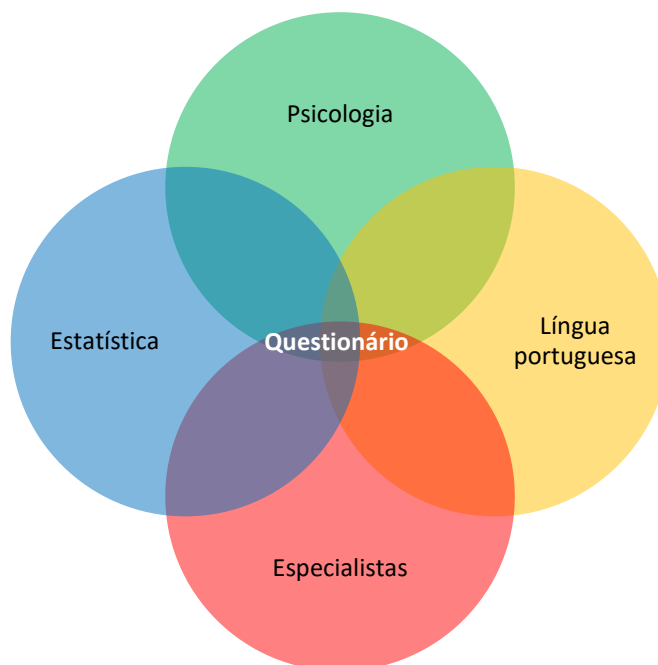 Psicologia
Estatística
Questionário
Língua
portuguesa
Especialistas